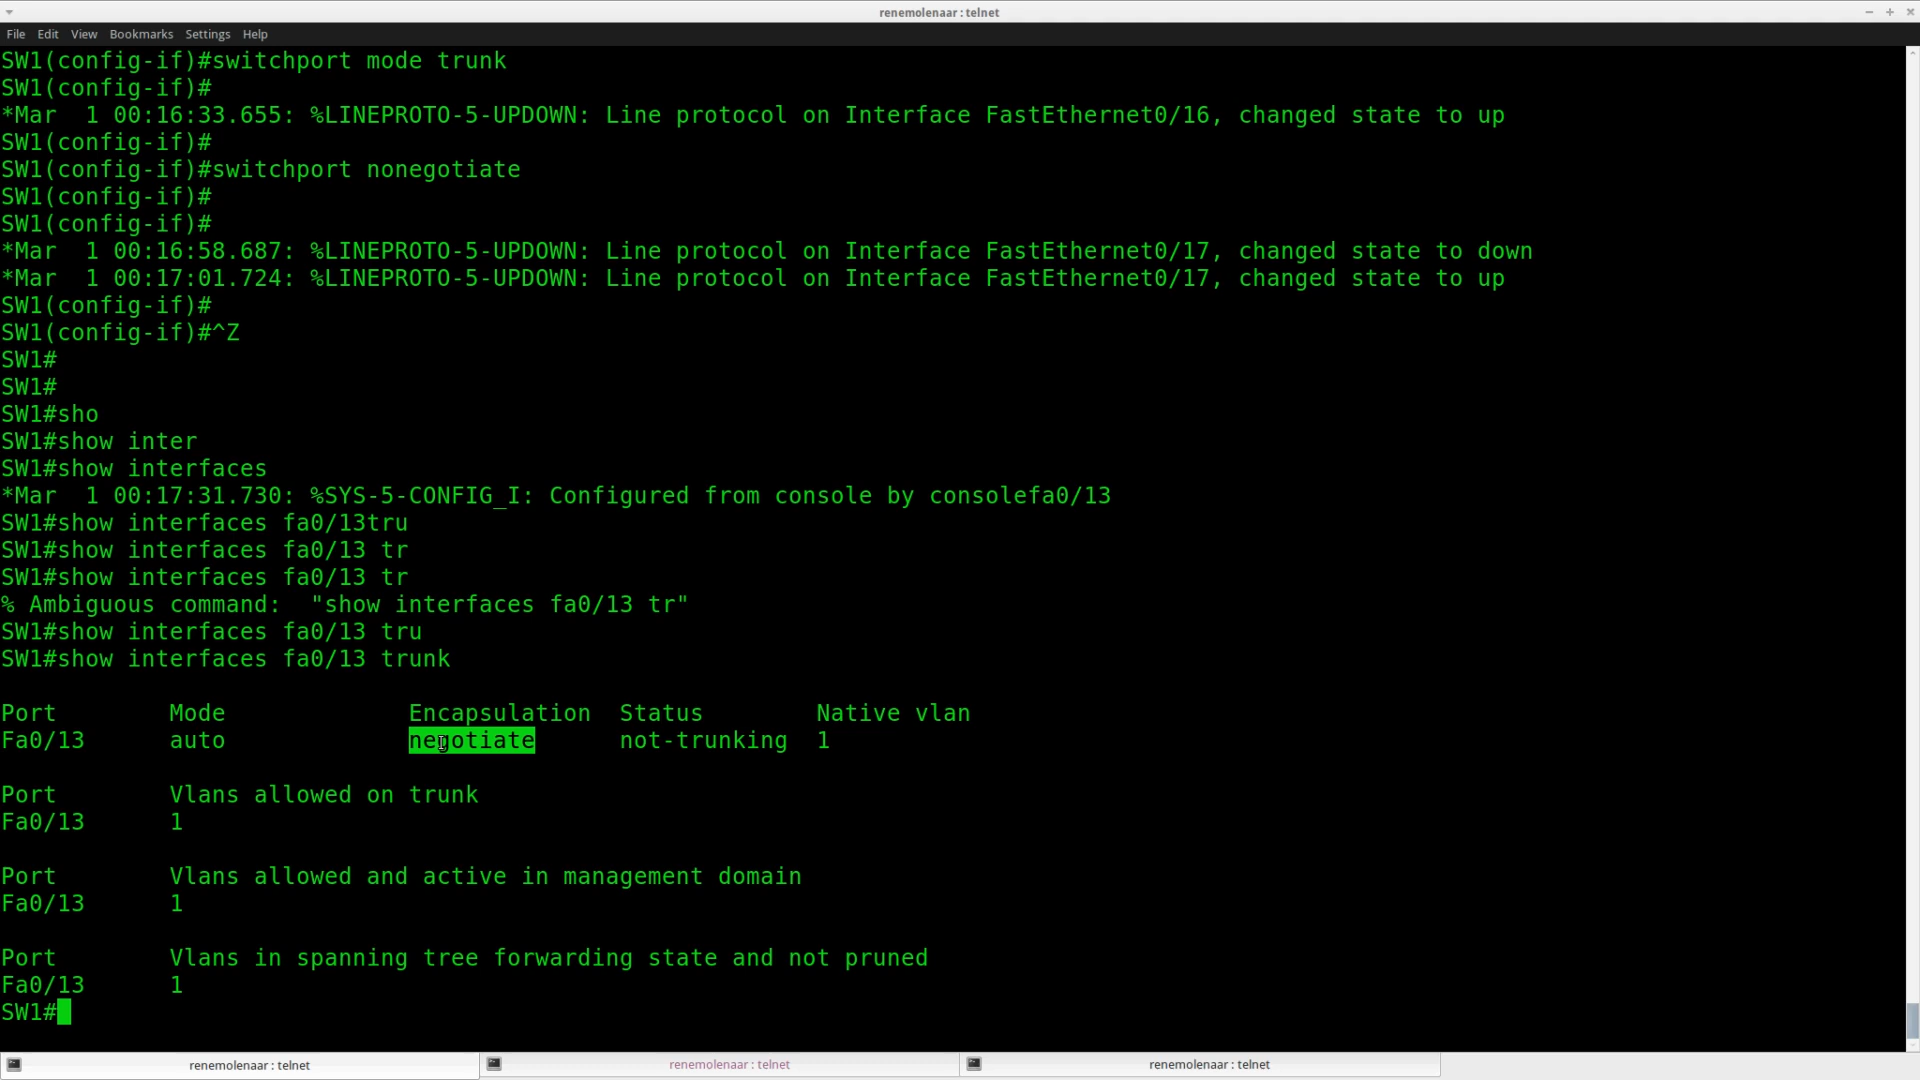 renemolenaar : telnet
File Edit View Bookmarks Settings Help
SW1(config-if)#switchport mode trunk
SW1(config-if)#
*Mar  1 00:16:33.655: %LINEPROTO-5-UPDOWN: Line protocol on Interface FastEthernet0/16, changed state to up
SW1(config-if)#
SW1(config-if)#switchport nonegotiate
SW1(config-if)#
SW1(config-if)#
*Mar  1 00:16:58.687: %LINEPROTO-5-UPDOWN: Line protocol on Interface FastEthernet0/17, changed state to down
*Mar  1 00:17:01.724: %LINEPROTO-5-UPDOWN: Line protocol on Interface FastEthernet0/17, changed state to up
SW1(config-if)#
SW1(config-if)#^Z
SW1#
SW1#
SW1#sho
SW1#show inter
SW1#show interfaces
*Mar  1 00:17:31.730: %SYS-5-CONFIG_I: Configured from console by consolefa0/13
SW1#show interfaces fa0/13tru
SW1#show interfaces fa0/13 tr
SW1#show interfaces fa0/13 tr
% Ambiguous command:  "show interfaces fa0/13 tr"
SW1#show interfaces fa0/13 tru
SW1#show interfaces fa0/13 trunk
Port        Mode             Encapsulation  Status        Native vlan
Fa0/13      auto             negotiate      not-trunking  1
Port        Vlans allowed on trunk
Fa0/13      1
Port        Vlans allowed and active in management domain
Fa0/13      1
Port        Vlans in spanning tree forwarding state and not pruned
Fa0/13      1
SW1#
renemolenaar : telnet renemolenaar : telnet renemolenaar : telnet